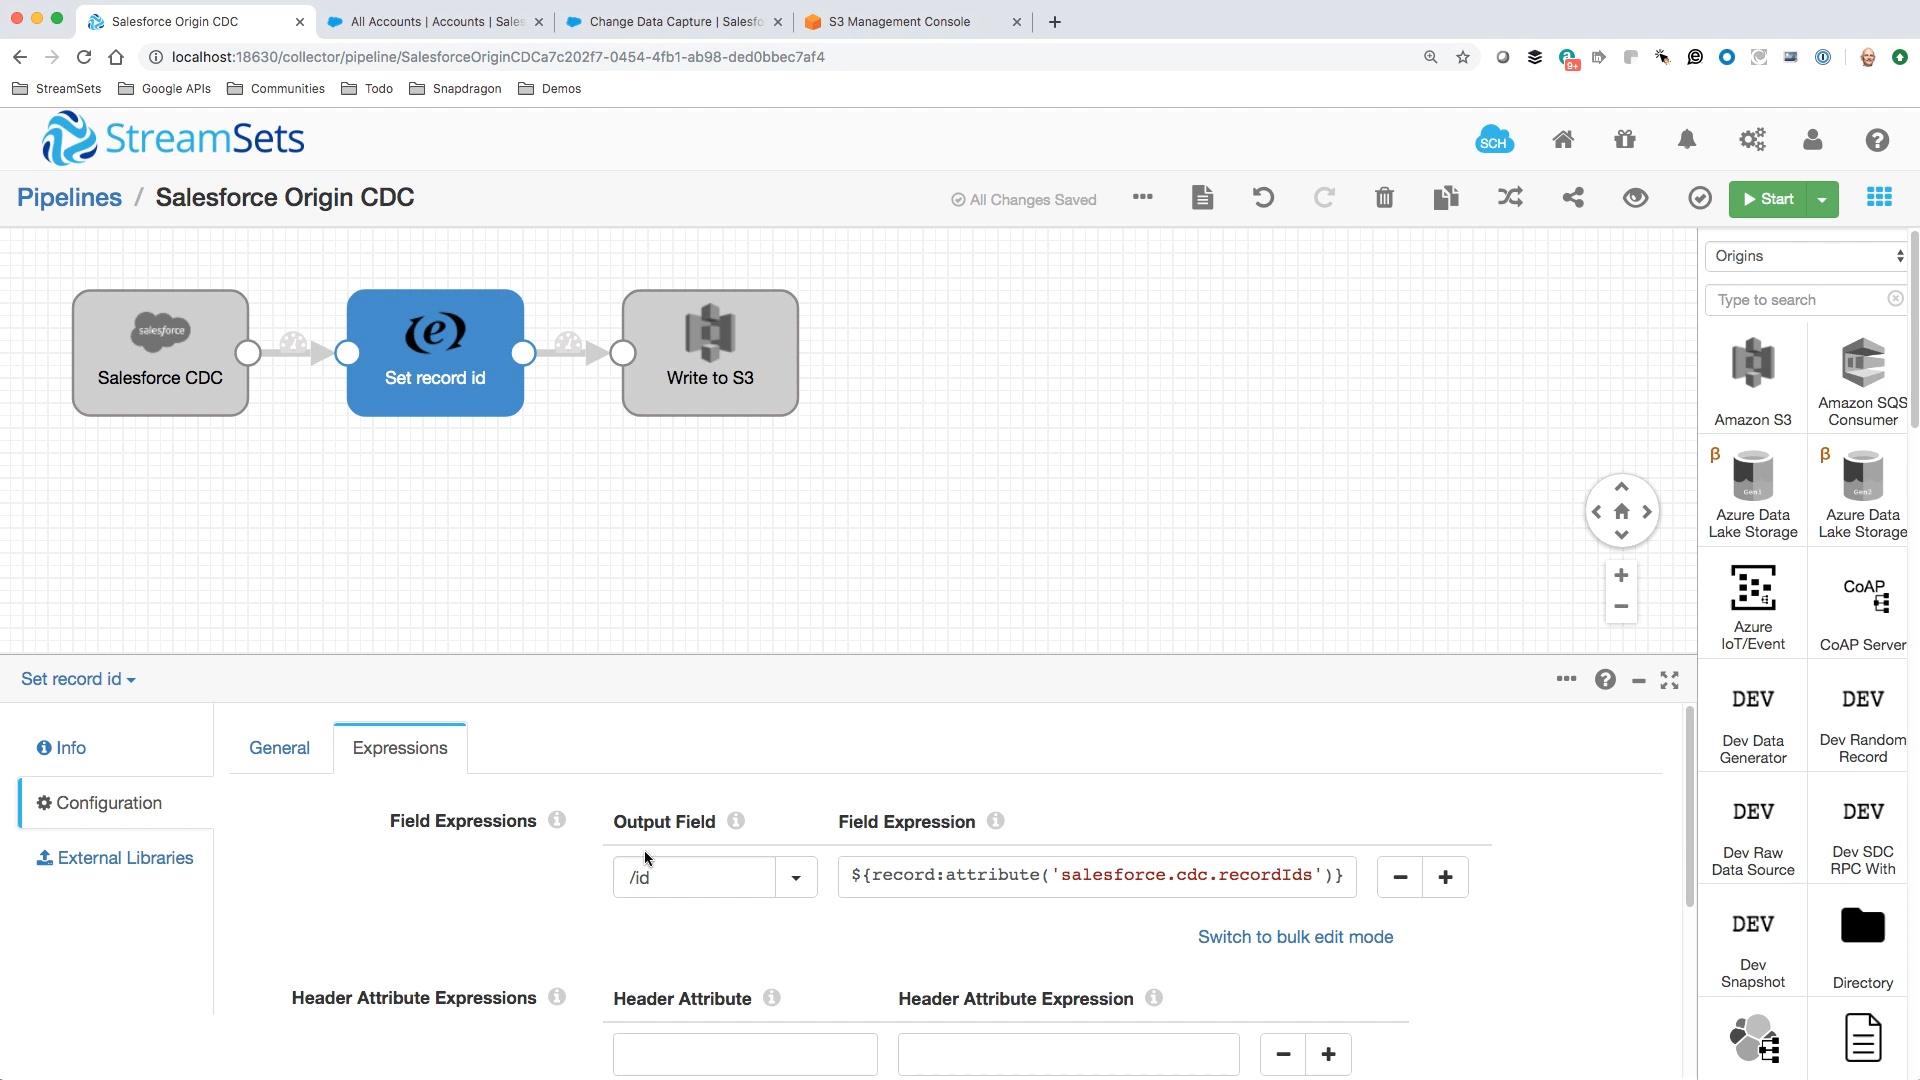 Salesforce Origin CDC
All Accounts | Accounts | Sales
Change Data Capture | Salesfo
S3 Management Console
localhost:18630/collector/pipeline/SalesforceOriginCDCa7c202f7-0454-4fb1-ab98-ded0bbec7af4
9+
StreamSets
Google APIs
Communities
Todo
Snapdragon
Demos
StreamSets
SCH
Pipelines / Salesforce Origin CDC
All Changes Saved
Start
Origins
Type to search
salesforce
Salesforce CDC
e
Set record id
Write to S3
Amazon S3
Amazon SQS
Consumer
β
Gen1
Azure Data
Lake Storage
β
Gen2
Azure Data
Lake Storage
Azure
IoT/Event
CoAP
CoAP Server
DEV
Dev Data
Generator
DEV
Dev Random
Record
DEV
Dev Raw
Data Source
DEV
Dev SDC
RPC With
DEV
Dev
Snapshot
Directory
Set record id
Info
Configuration
External Libraries
General
Expressions
Field Expressions
Output Field
Field Expression
/id
${record:attribute('salesforce.cdc.recordIds')}
Switch to bulk edit mode
Header Attribute Expressions
Header Attribute
Header Attribute Expression